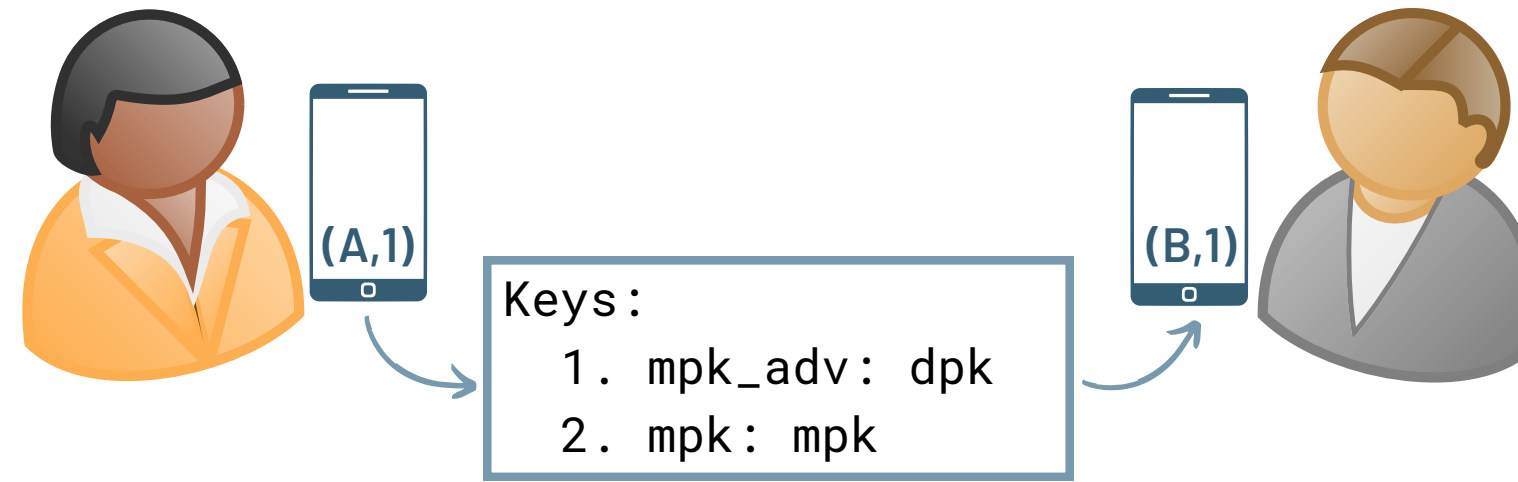 (A,1)
(B,1)
Keys:
1. mpk_adv: dpk
2. mpk: mpk